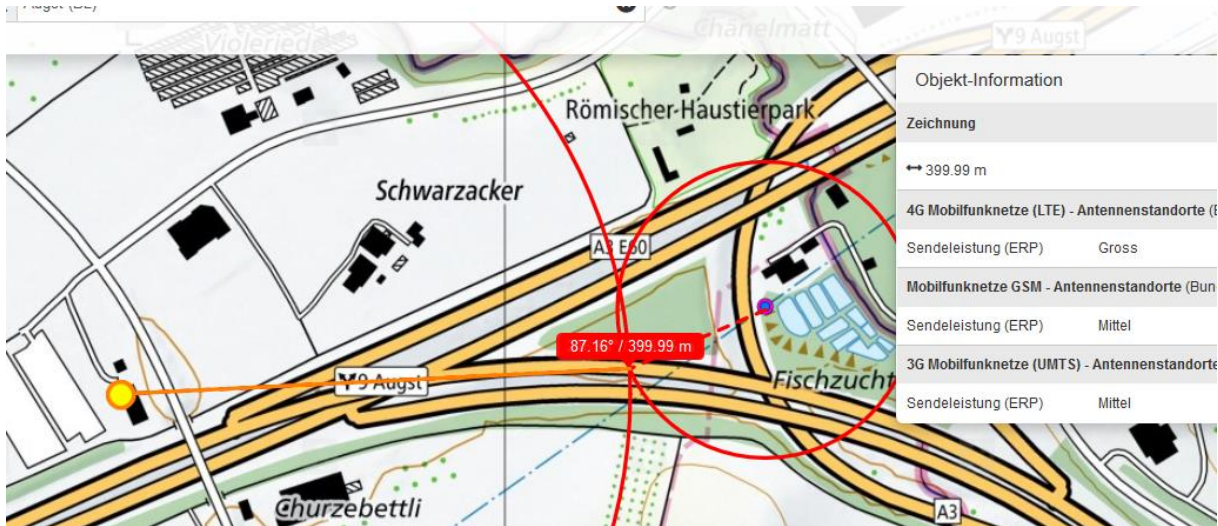 Violeried
Chänelmatt
9 Augst
Römischer Haustierpark
Schwarzacker
A3 E60
87.16° / 399.99 m
9 Augst
Fischzucht
Churzebettli
A3
Objekt-Information
Zeichnung
399.99 m
4G Mobilfunknetze (LTE) - Antennenstandorte (
Sendeleistung (ERP) Gross
Mobilfunknetze GSM - Antennenstandorte (Bun
Sendeleistung (ERP) Mittel
3G Mobilfunknetze (UMTS) - Antennenstandorte
Sendeleistung (ERP) Mittel